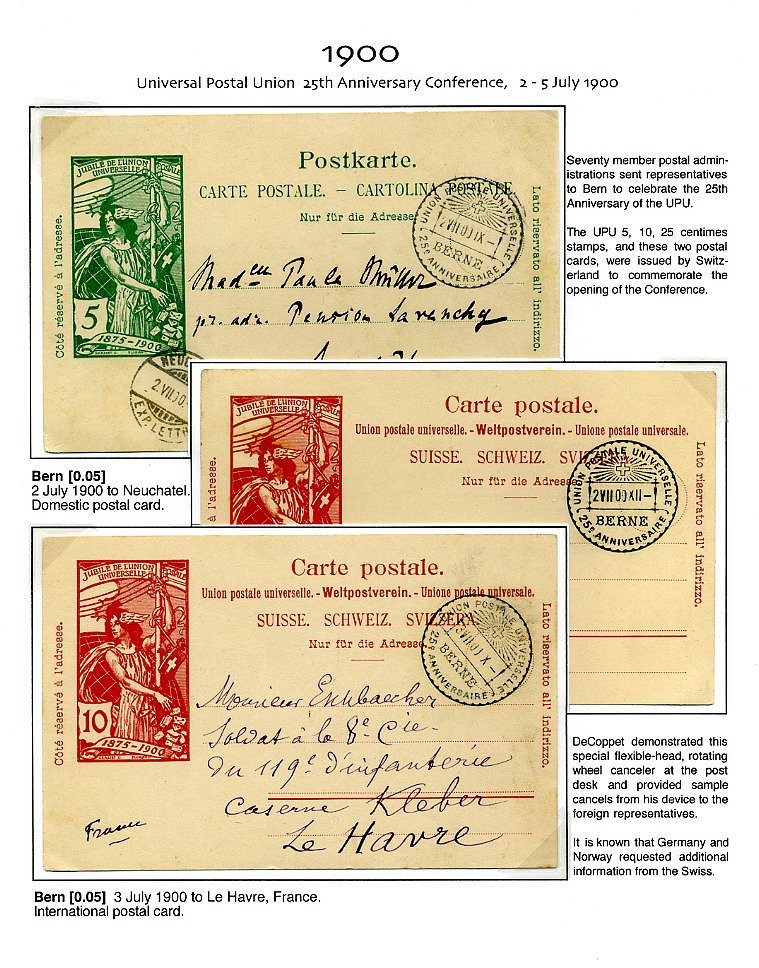 1900
Universal Postal Union 25th Anniversary Conference, 2 - 5 July 1900
JUBILÉ DE L'UNION
UNIVERSELLE POSTALE
5
1875-1900
Côté réservé à l'adresse.
Postkarte.
CARTE POSTALE. – CARTOLINA POSTALE.
Nur für die Adresse
Lato riservato all' indirizzo.
UNION POSTALE UNIVERSELLE
2 VII 00 IX –
BERNE
25e ANNIVERSAIRE
Madelle Paula Müller
pr. adr. Pension Lavanchy
NEUC
2.VII.00.
EXP. LETTR
Seventy member postal admin-
istrations sent representatives
to Bern to celebrate the 25th
Anniversary of the UPU.
The UPU 5, 10, 25 centimes
stamps, and these two postal
cards, were issued by Switz-
erland to commemorate the
opening of the Conference.
Bern [0.05]
2 July 1900 to Neuchatel.
Domestic postal card.
JUBILÉ DE L'UNION
UNIVERSELLE POSTALE
à l'adresse.
Carte postale.
Union postale universelle. - Weltpostverein. - Unione postale universale.
SUISSE. SCHWEIZ. SVIZZERA.
Nur für die Adresse
Lato riservato all' indirizzo.
UNION POSTALE UNIVERSELLE
2 VII 00 XII –
BERNE
25e ANNIVERSAIRE
JUBILÉ DE L'UNION
UNIVERSELLE POSTALE
10
1875-1900
Côté réservé à l'adresse.
Carte postale.
Union postale universelle. - Weltpostverein. - Unione postale universale.
SUISSE. SCHWEIZ. SVIZZERA.
Nur für die Adresse
Lato riservato all' indirizzo.
UNION POSTALE UNIVERSELLE
3 VII 00 X –
BERNE
25e ANNIVERSAIRE
Monsieur
Soldat à la 8e Cie-
du 119e d'infanterie
Caserne Kleber
Le Havre
France
DeCoppet demonstrated this
special flexible-head, rotating
wheel canceler at the post
desk and provided sample
cancels from his device to the
foreign representatives.
It is known that Germany and
Norway requested additional
information from the Swiss.
Bern [0.05] 3 July 1900 to Le Havre, France.
International postal card.